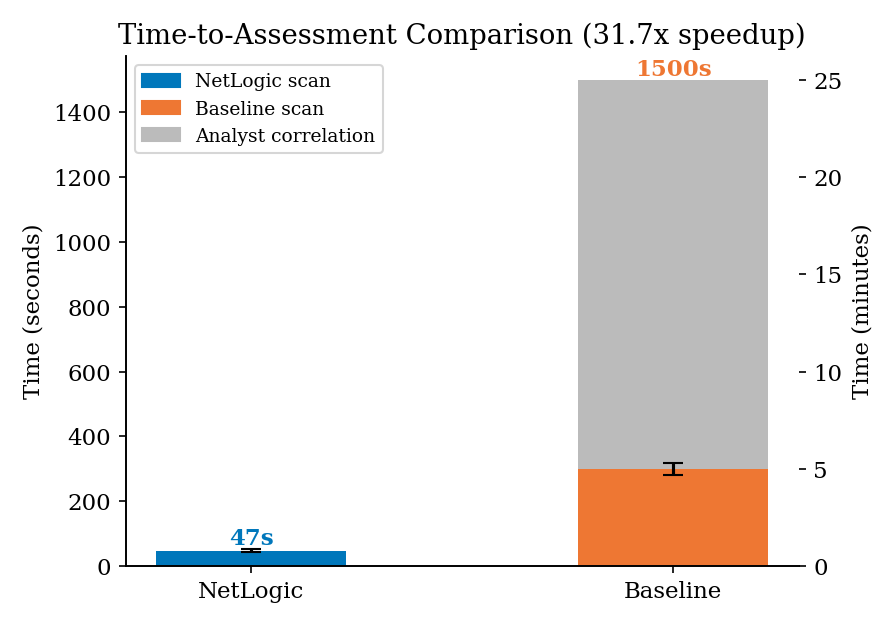 Time-to-Assessment Comparison (31.7x speedup)
NetLogic scan
Baseline scan
Analyst correlation
1500s
47s
Time (seconds)
1400
1200
1000
800
600
400
200
0
25
20
15
10
5
0
Time (minutes)
NetLogic
Baseline